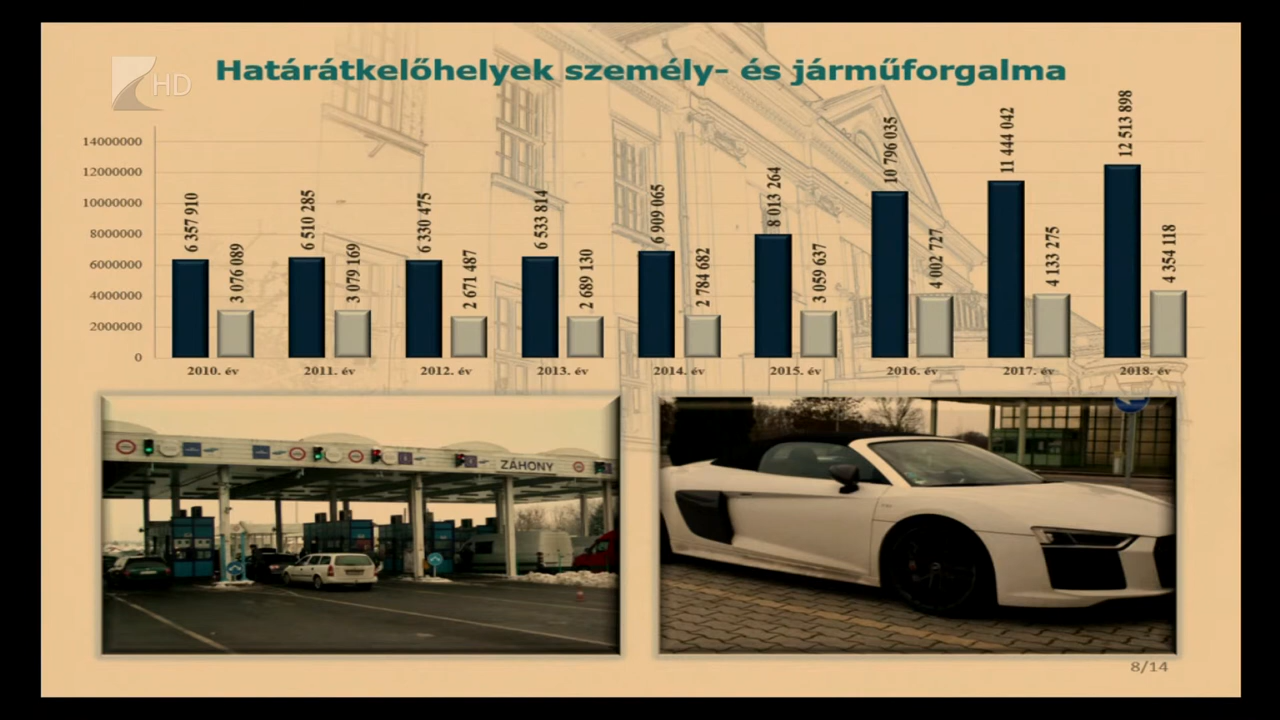 HD
Határátkelőhelyek személy- és járműforgalma
14000000
12000000
10000000
8000000
6000000
4000000
2000000
0
6 357 910
3 076 089
6 510 285
3 079 169
6 330 475
2 671 487
6 533 814
2 689 130
6 909 065
2 784 682
8 013 264
3 059 637
10 796 035
4 002 727
11 444 042
4 133 275
12 513 898
4 354 118
2010. év
2011. év
2012. év
2013. év
2014. év
2015. év
2016. év
2017. év
2018. év
ZÁHONY
8/14